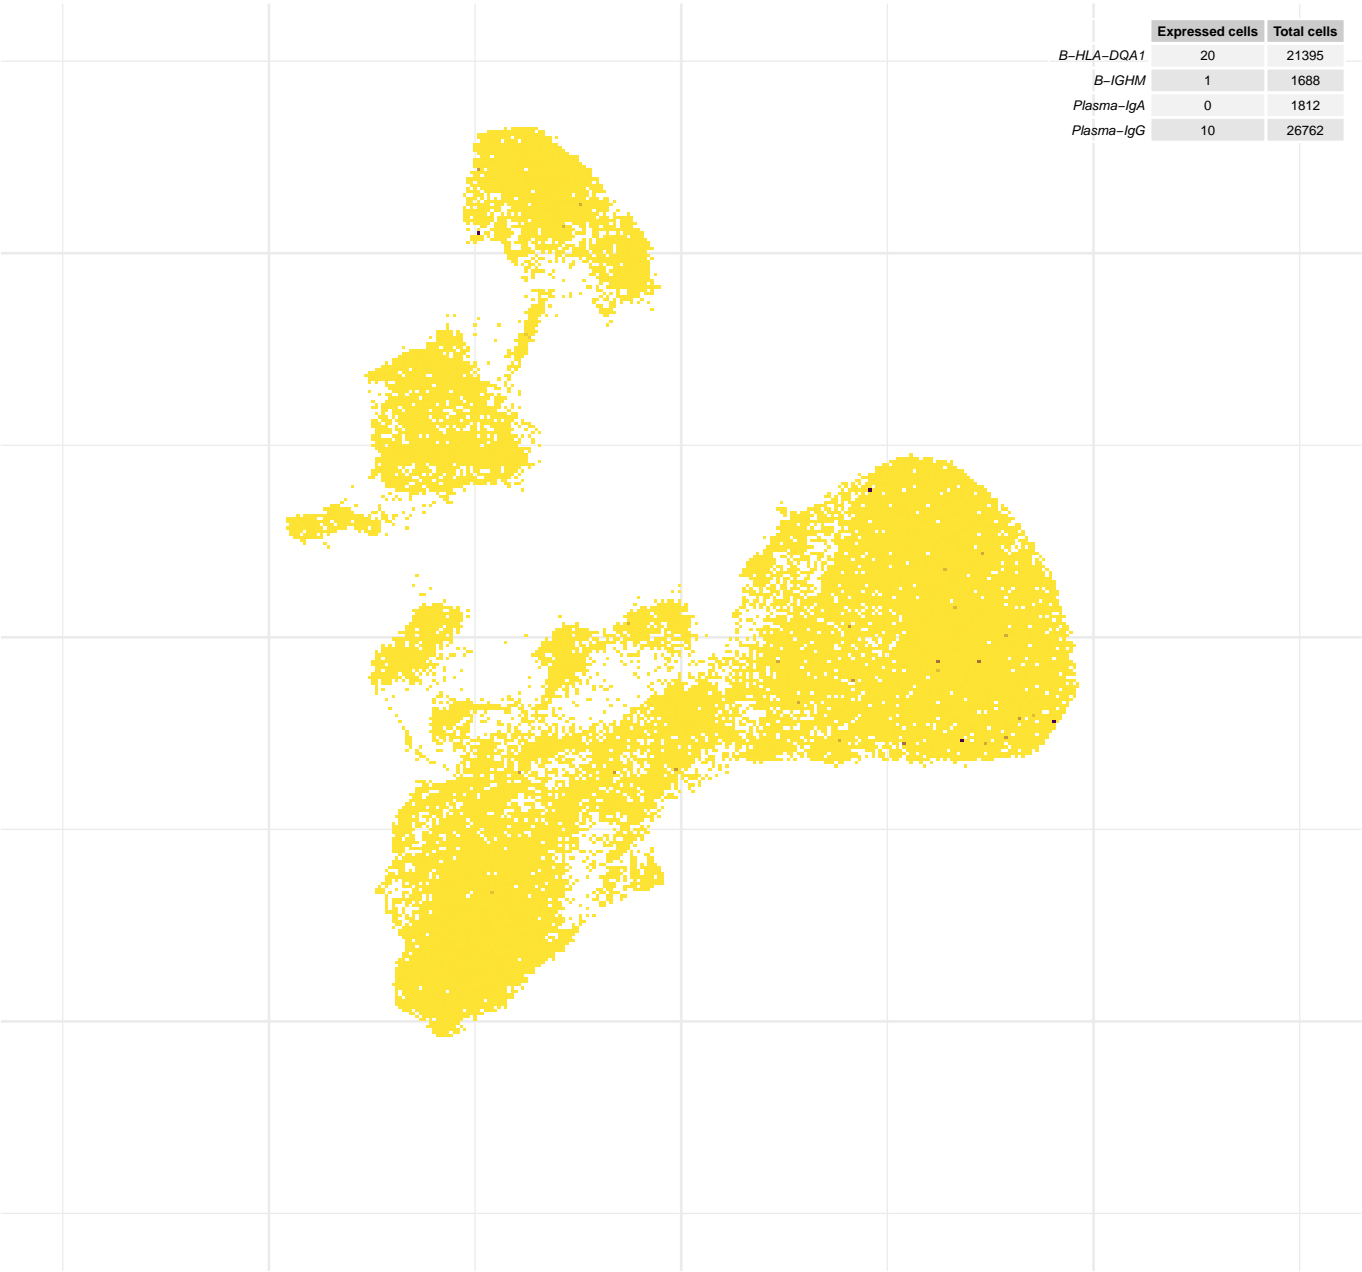 Expressed cells Total cells
B−HLA−DQA1 20 21395
B−IGHM 1 1688
Plasma−IgA 0 1812
Plasma−IgG 10 26762